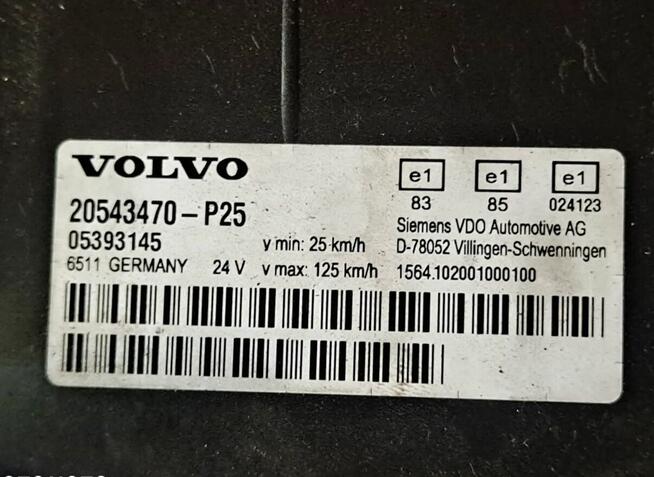 VOLVO
20543470-P25
05393145
6511 GERMANY 24 V
v min: 25 km/h
v max: 125 km/h
e1 e1 e1
83 85 024123
Siemens VDO Automotive AG
D-78052 Villingen-Schwenningen
1564.102001000100